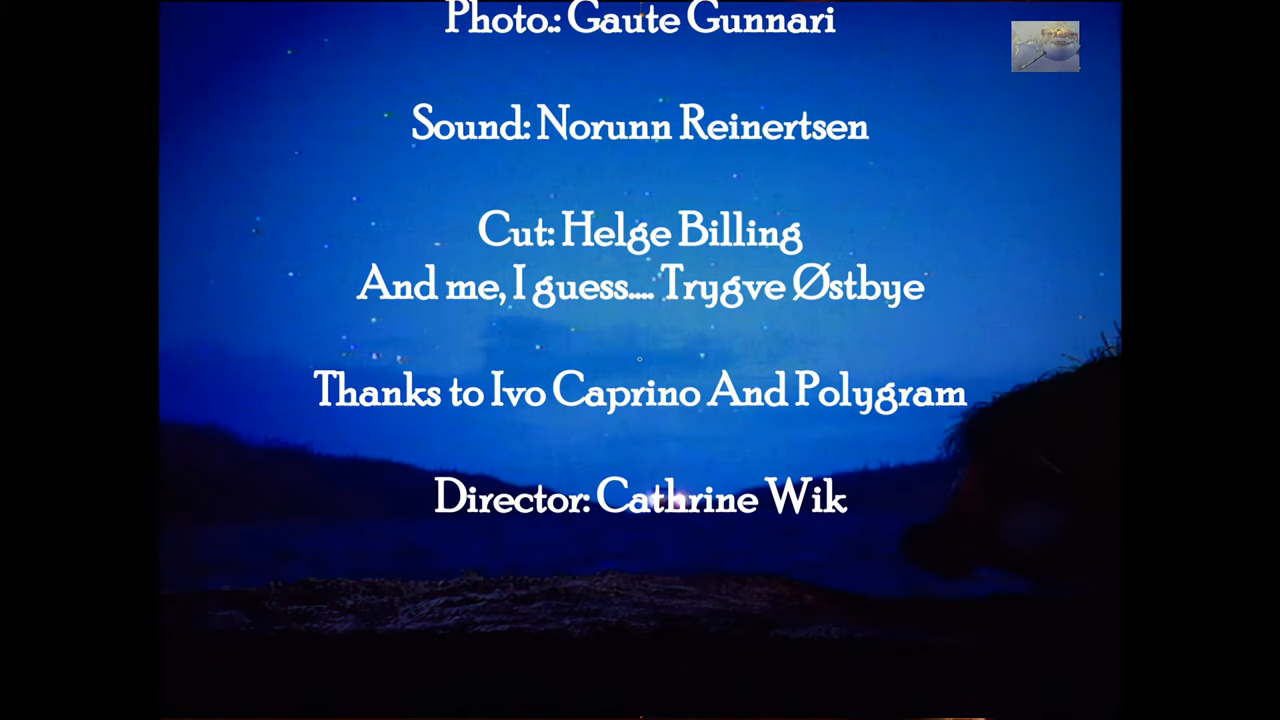 Photo.: Gaute Gunnari
Sound: Norunn Reinertsen
Cut: Helge Billing
And me, I guess.... Trygve Østbye
Thanks to Ivo Caprino And Polygram
Director: Cathrine Wik